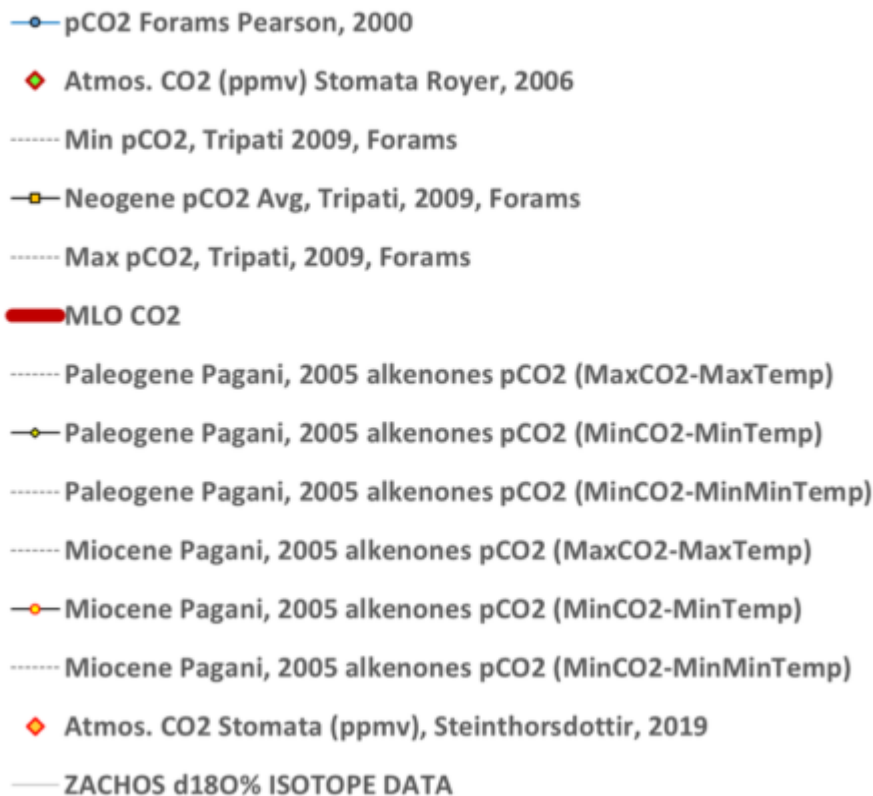 pCO2 Forams Pearson, 2000
Atmos. CO2 (ppmv) Stomata Royer, 2006
Min pCO2, Tripati 2009, Forams
Neogene pCO2 Avg, Tripati, 2009, Forams
Max pCO2, Tripati, 2009, Forams
MLO CO2
Paleogene Pagani, 2005 alkenones pCO2 (MaxCO2-MaxTemp)
Paleogene Pagani, 2005 alkenones pCO2 (MinCO2-MinTemp)
Paleogene Pagani, 2005 alkenones pCO2 (MinCO2-MinMinTemp)
Miocene Pagani, 2005 alkenones pCO2 (MaxCO2-MaxTemp)
Miocene Pagani, 2005 alkenones pCO2 (MinCO2-MinTemp)
Miocene Pagani, 2005 alkenones pCO2 (MinCO2-MinMinTemp)
Atmos. CO2 Stomata (ppmv), Steinthorsdottir, 2019
ZACHOS d18O% ISOTOPE DATA